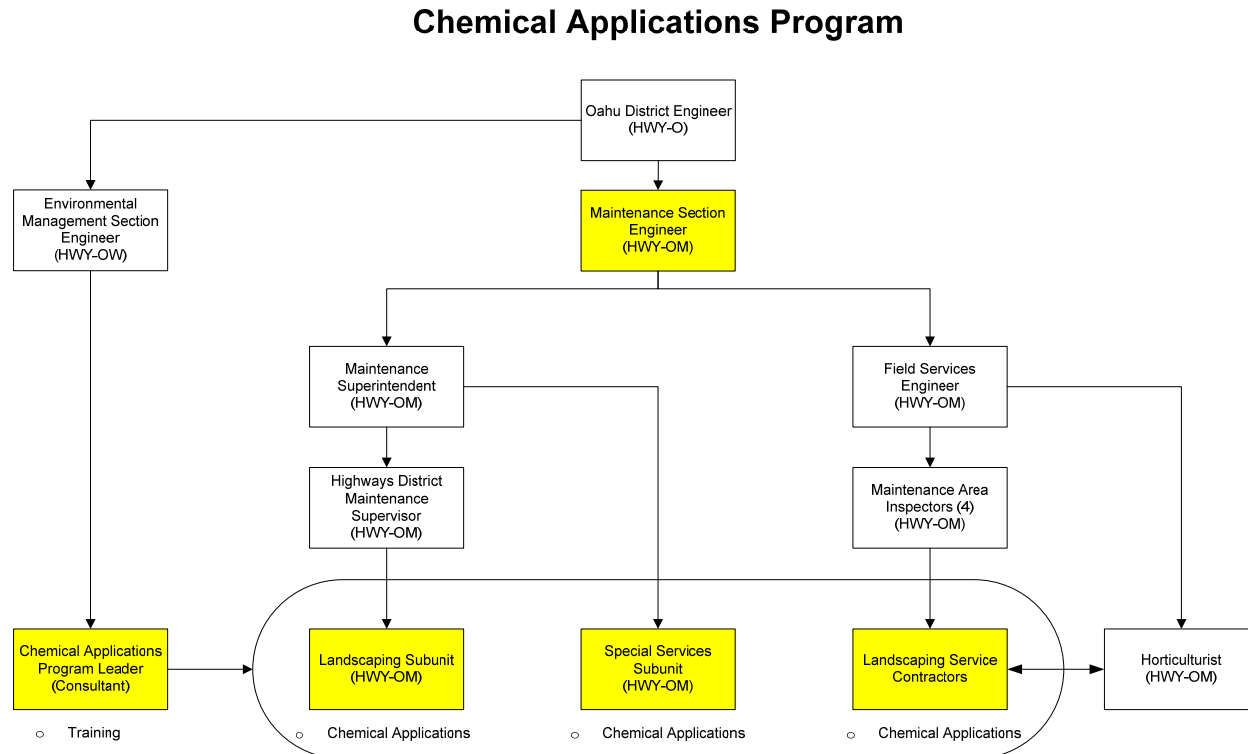 Chemical Applications Program
Oahu District Engineer
(HWY-O)
Environmental
Management Section
Engineer
(HWY-OW)
Maintenance Section
Engineer
(HWY-OM)
Maintenance
Superintendent
(HWY-OM)
Field Services
Engineer
(HWY-OM)
Highways District
Maintenance
Supervisor
(HWY-OM)
Maintenance Area
Inspectors (4)
(HWY-OM)
Chemical Applications
Program Leader
(Consultant)
Landscaping Subunit
(HWY-OM)
Special Services
Subunit
(HWY-OM)
Landscaping Service
Contractors
Horticulturist
(HWY-OM)
○ Training
○ Chemical Applications
○ Chemical Applications
○ Chemical Applications